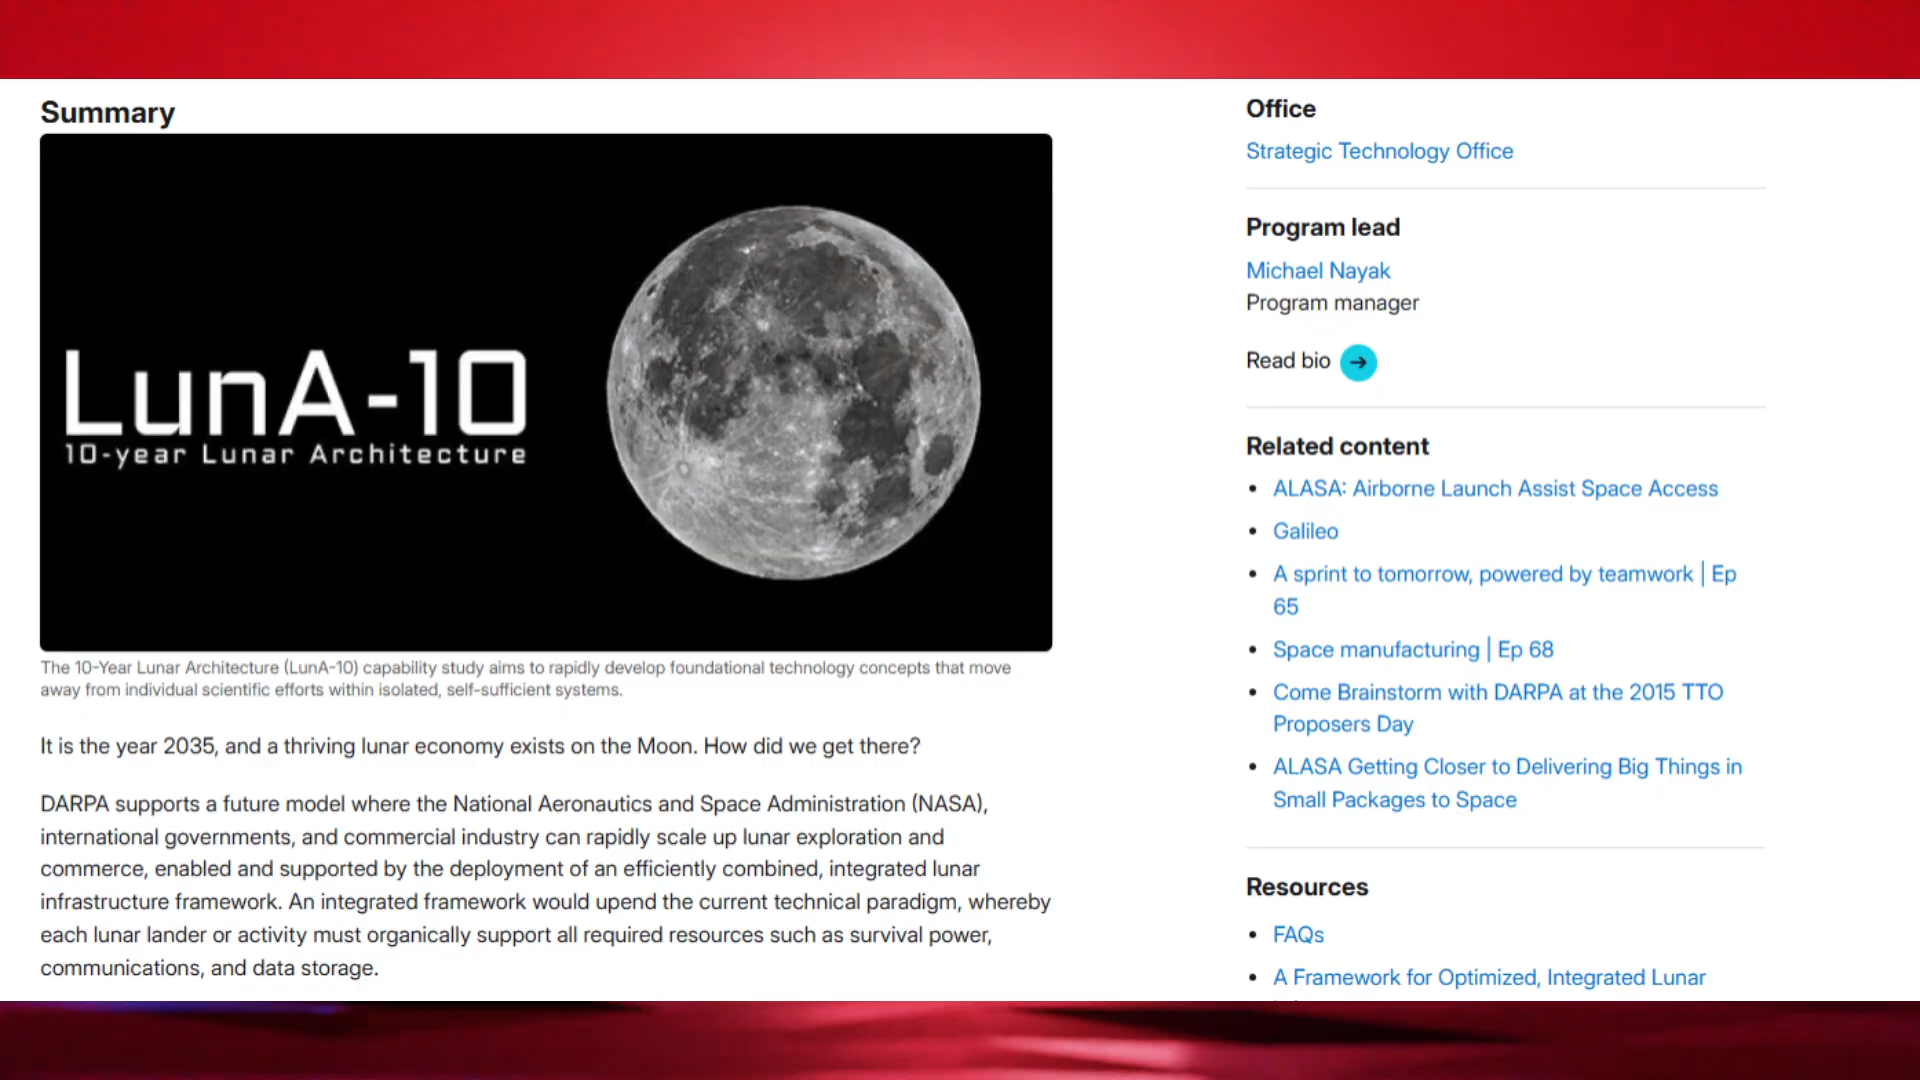 Summary
LunA-10
10-year Lunar Architecture
The 10-Year Lunar Architecture (LunA-10) capability study aims to rapidly develop foundational technology concepts that move
away from individual scientific efforts within isolated, self-sufficient systems.
It is the year 2035, and a thriving lunar economy exists on the Moon. How did we get there?
DARPA supports a future model where the National Aeronautics and Space Administration (NASA),
international governments, and commercial industry can rapidly scale up lunar exploration and
commerce, enabled and supported by the deployment of an efficiently combined, integrated lunar
infrastructure framework. An integrated framework would upend the current technical paradigm, whereby
each lunar lander or activity must organically support all required resources such as survival power,
communications, and data storage.
Office
Strategic Technology Office
Program lead
Michael Nayak
Program manager
Read bio
Related content
• ALASA: Airborne Launch Assist Space Access
• Galileo
• A sprint to tomorrow, powered by teamwork | Ep
65
• Space manufacturing | Ep 68
• Come Brainstorm with DARPA at the 2015 TTO
Proposers Day
• ALASA Getting Closer to Delivering Big Things in
Small Packages to Space
Resources
• FAQs
• A Framework for Optimized, Integrated Lunar